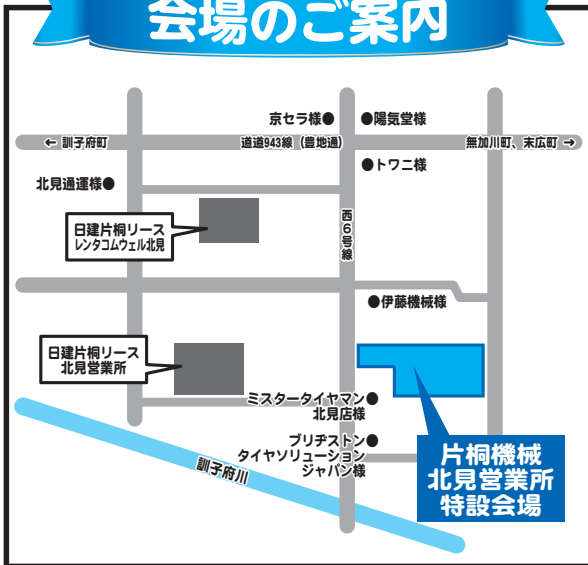 会場のご案内
京セラ様●
●陽気堂様
← 訓子府町
道道943線（豊地通）
無加川町、末広町 →
●トワニ様
北見通運様●
日建片桐リース
レンタコムウェル北見
西6号線
●伊藤機械様
日建片桐リース
北見営業所
ミスタータイヤマン●
北見店様
ブリヂストン●
タイヤソリューション
ジャパン様
訓子府川
片桐機械
北見営業所
特設会場